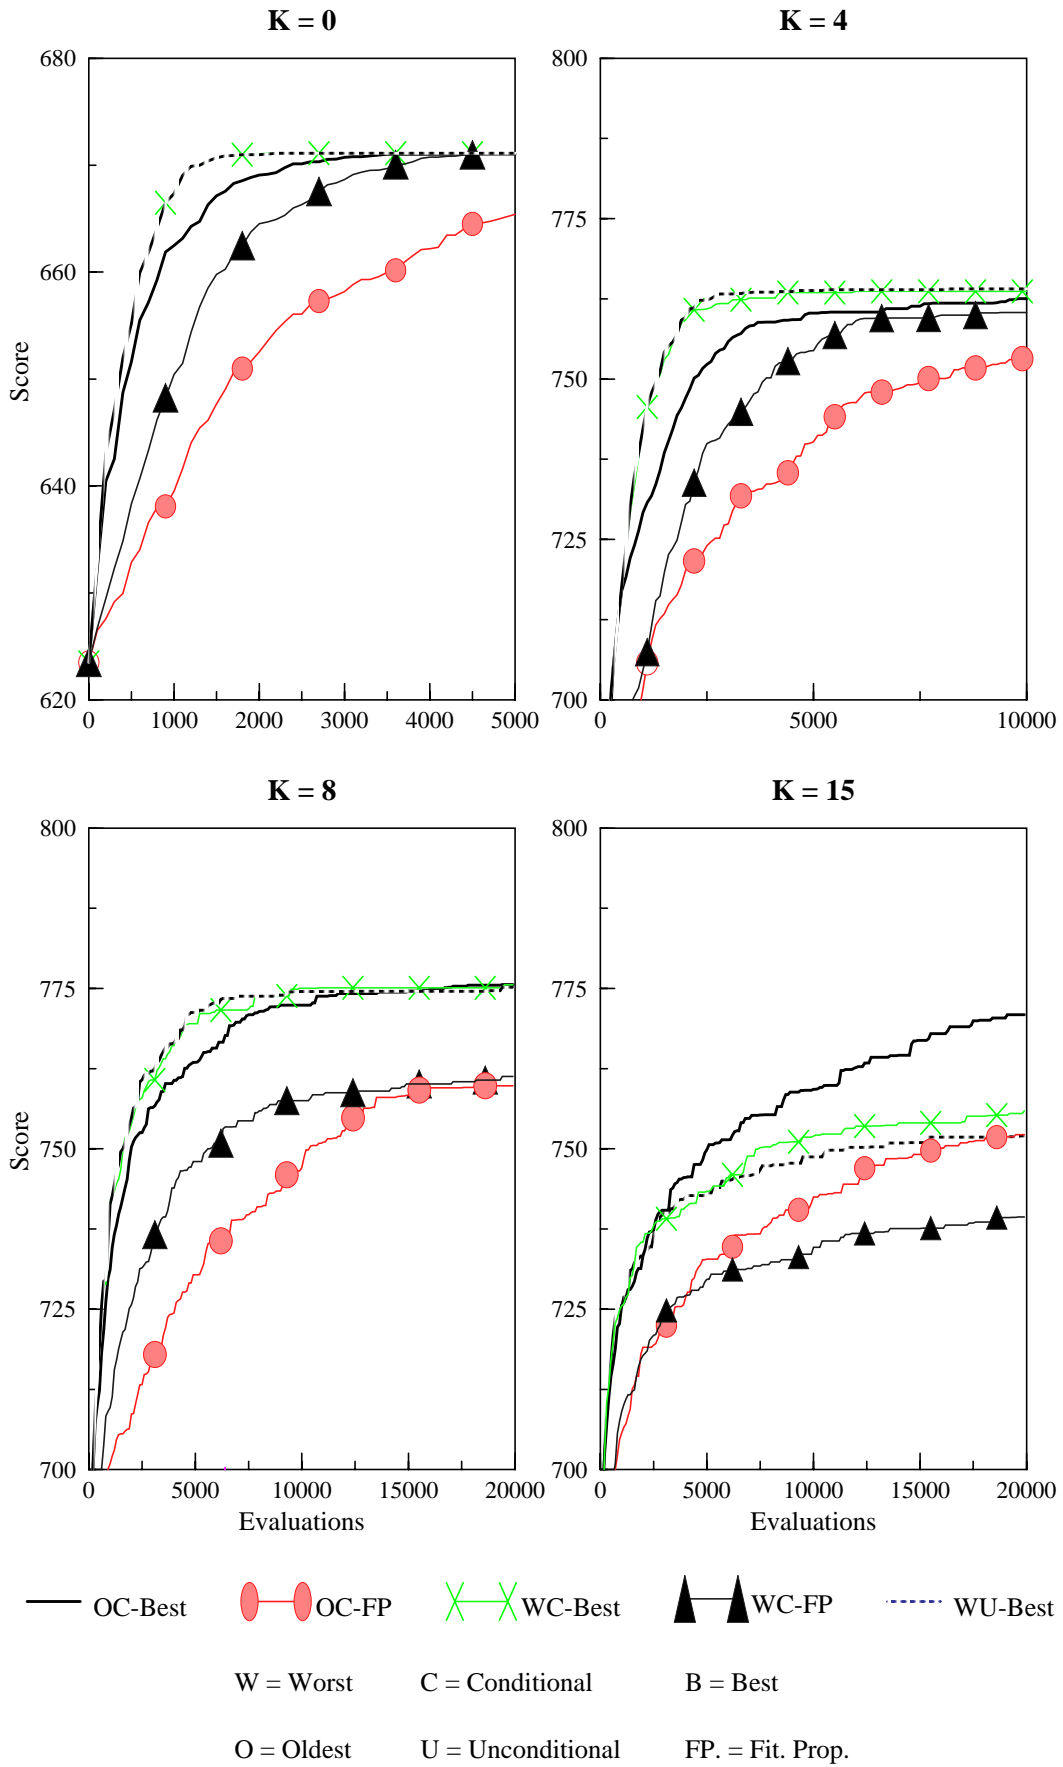 K = 0
K = 4
680
660
640
620
Score
0 1000 2000 3000 4000 5000
800
775
750
725
700
0 5000 10000
K = 8
K = 15
800
775
750
725
700
Score
0 5000 10000 15000 20000
Evaluations
800
775
750
725
700
0 5000 10000 15000 20000
Evaluations
OC-Best OC-FP WC-Best WC-FP WU-Best
W = Worst C = Conditional B = Best
O = Oldest U = Unconditional FP. = Fit. Prop.